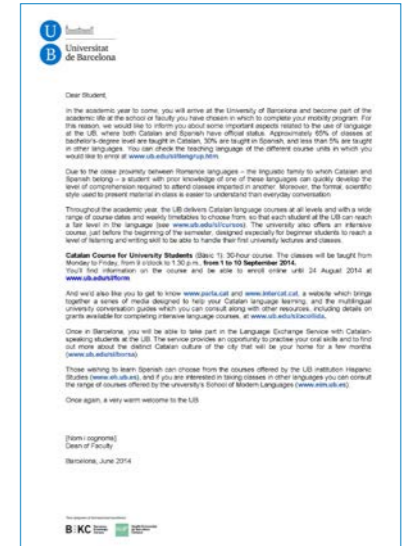 U
B
Universitat
de Barcelona
Dear Student,
In the academic year to come, you will arrive at the University of Barcelona and become part of the
academic life at the school or faculty you have chosen in which to complete your mobility program. For
this reason, we would like to inform you about some important aspects related to the use of language
at the UB, where both Catalan and Spanish have official status. Approximately 65% of classes at
bachelor's-degree level are taught in Catalan, 30% are taught in Spanish, and less than 5% are taught
in other languages. You can check the teaching language of the different course units in which you
would like to enrol at www.ub.edu/sl/llengrup.htm.
Due to the close proximity between Romance languages – the linguistic family to which Catalan and
Spanish belong – a student with prior knowledge of one of these languages can quickly develop the
level of comprehension required to attend classes imparted in another. Moreover, the formal, scientific
style used to present material in class is easier to understand than everyday conversation.
Throughout the academic year, the UB delivers Catalan language courses at all levels and with a wide
range of course dates and weekly timetables to choose from, so that each student at the UB can reach
a fair level in the language (see www.ub.edu/sl/cursos). The university also offers an intensive
course, just before the beginning of the semester, designed especially for beginner students to reach a
level of listening and writing skill to be able to handle their first university lectures and classes.
Catalan Course for University Students (Basic 1): 30-hour course. The classes will be taught from
Monday to Friday, from 9 o'clock to 1.30 p.m., from 1 to 10 September 2014.
You'll find information on the course and be able to enrol online until 24 August 2014 at
www.ub.edu/sl/form.
And we'd also like you to get to know www.parla.cat and www.intercat.cat, a website which brings
together a series of media designed to help your Catalan language learning; and the multilingual
university conversation guides which you can consult along with other resources, including details on
grants available for completing intensive language courses, at www.ub.edu/sl/acollida.
Once in Barcelona, you will be able to take part in the Language Exchange Service with Catalan-
speaking students at the UB. The service provides an opportunity to practise your oral skills and to find
out more about the distinct Catalan culture of the city that will be your home for a few months
(www.ub.edu/sl/borsa).
Those wishing to learn Spanish can choose from the courses offered by the UB institution Hispanic
Studies (www.eh.ub.es), and if you are interested in taking classes in other languages you can consult
the range of courses offered by the university's School of Modern Languages (www.eim.ub.es).
Once again, a very warm welcome to the UB.
[Nom i cognoms]
Dean of Faculty
Barcelona, June 2014
B:KC